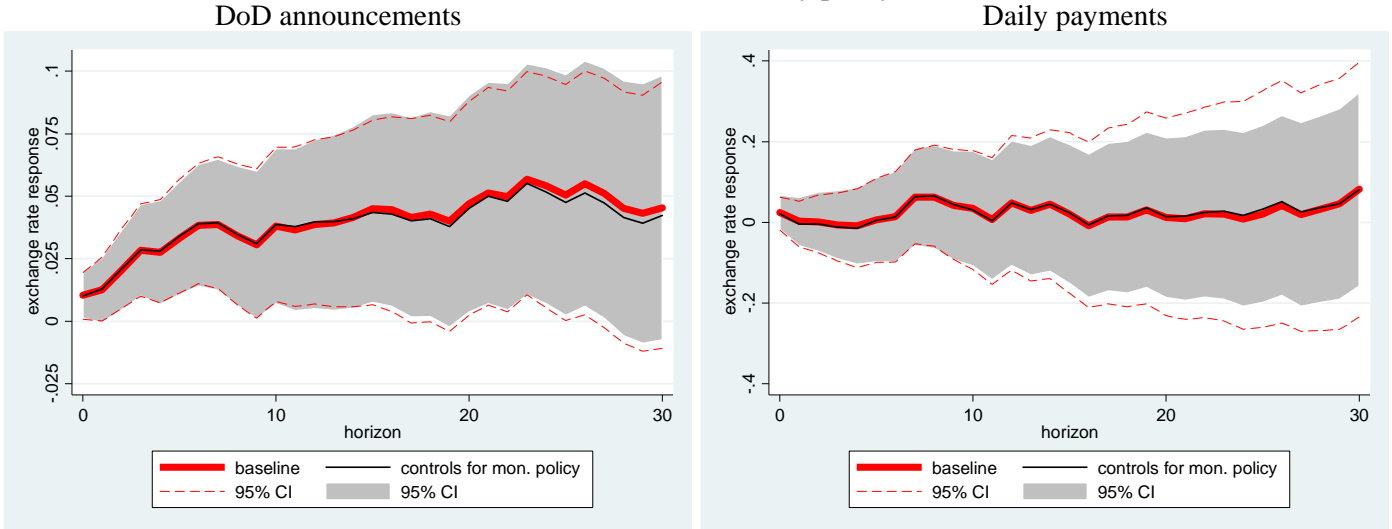 DoD announcements
Daily payments
exchange rate response
.1
.075
.05
.025
0
-.025
0
10
20
30
horizon
baseline
controls for mon. policy
95% CI
95% CI
exchange rate response
.4
.2
0
-.2
-.4
0
10
20
30
horizon
baseline
controls for mon. policy
95% CI
95% CI